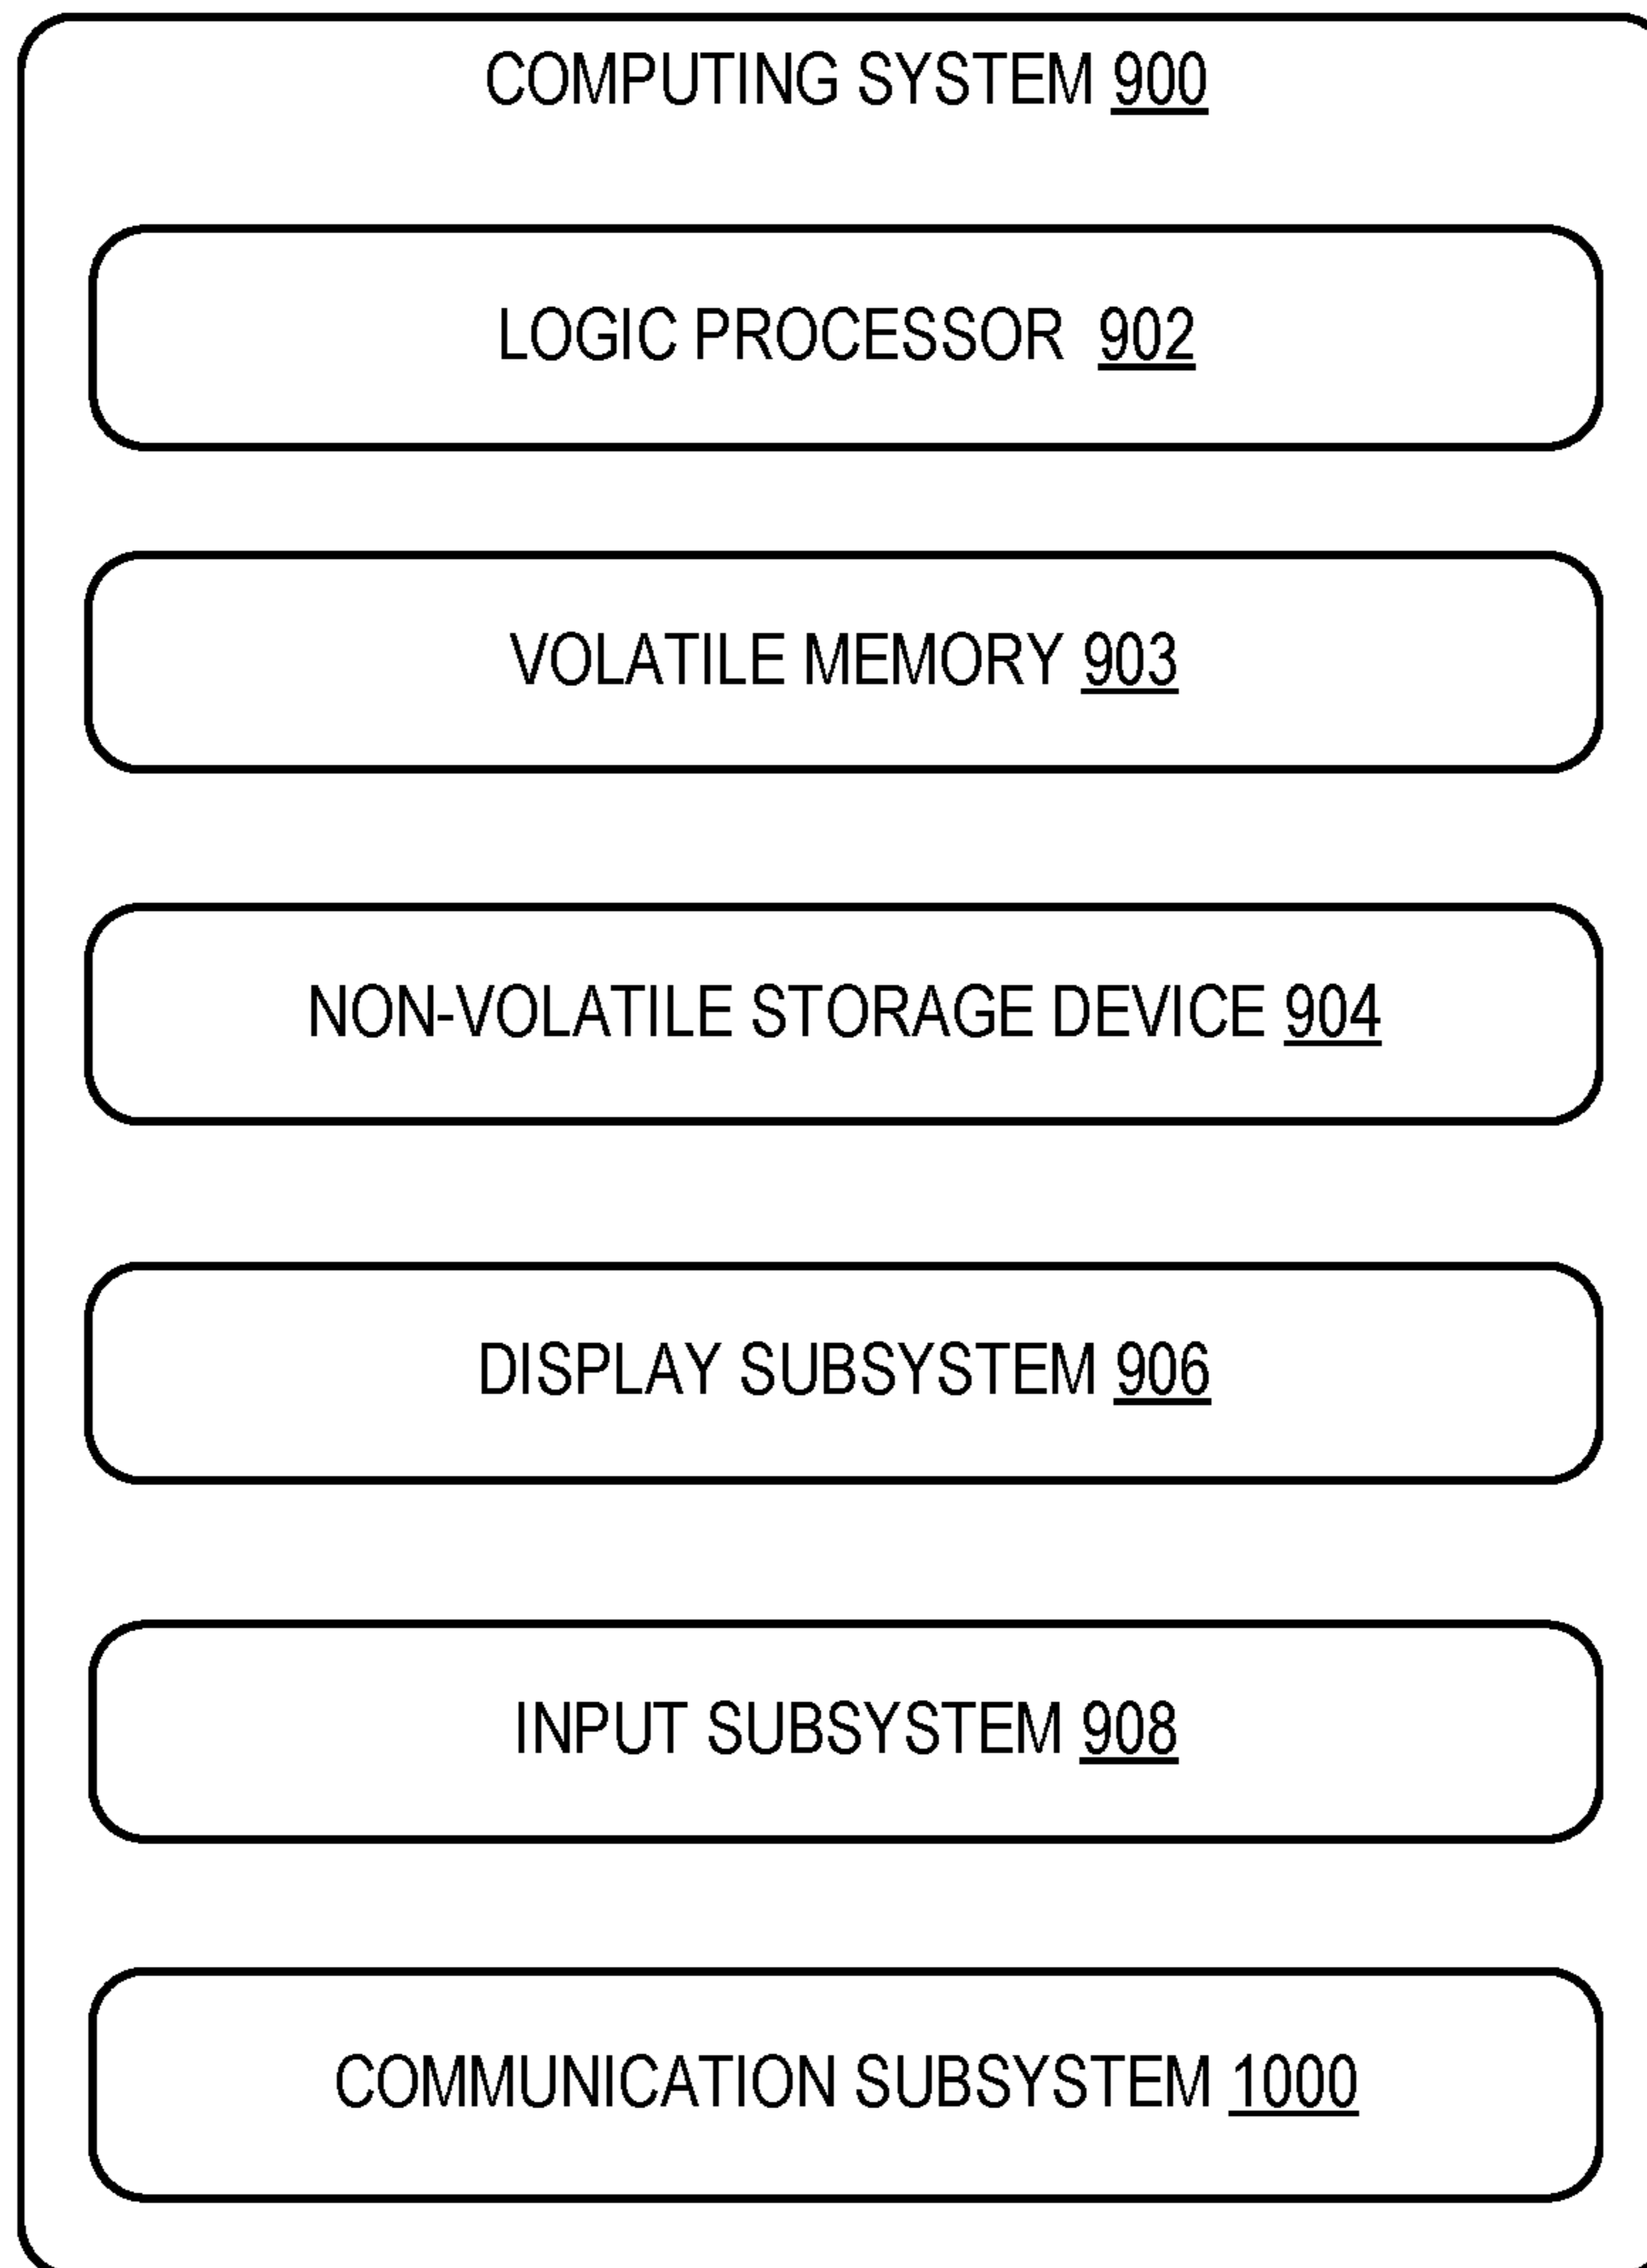 COMPUTING SYSTEM 900
LOGIC PROCESSOR 902
VOLATILE MEMORY 903
NON-VOLATILE STORAGE DEVICE 904
DISPLAY SUBSYSTEM 906
INPUT SUBSYSTEM 908
COMMUNICATION SUBSYSTEM 1000